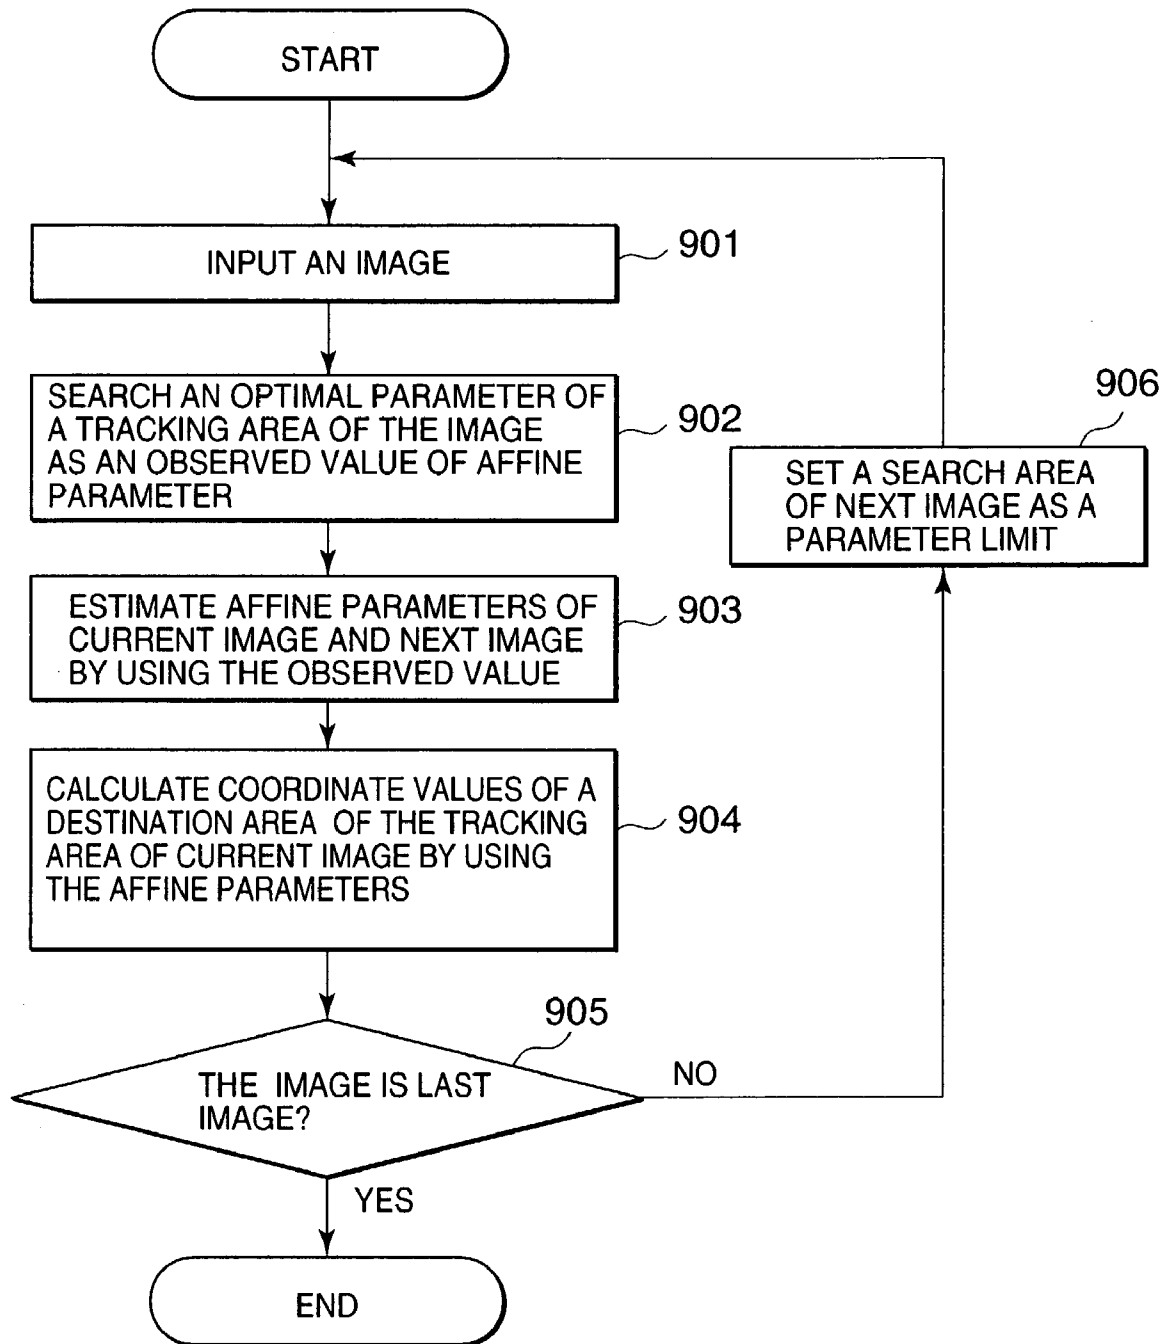 START
INPUT AN IMAGE
901
SEARCH AN OPTIMAL PARAMETER OF
A TRACKING AREA OF THE IMAGE
AS AN OBSERVED VALUE OF AFFINE
PARAMETER
902
ESTIMATE AFFINE PARAMETERS OF
CURRENT IMAGE AND NEXT IMAGE
BY USING THE OBSERVED VALUE
903
CALCULATE COORDINATE VALUES OF A
DESTINATION AREA OF THE TRACKING
AREA OF CURRENT IMAGE BY USING
THE AFFINE PARAMETERS
904
THE IMAGE IS LAST
IMAGE?
905
NO
906
SET A SEARCH AREA
OF NEXT IMAGE AS A
PARAMETER LIMIT
YES
END